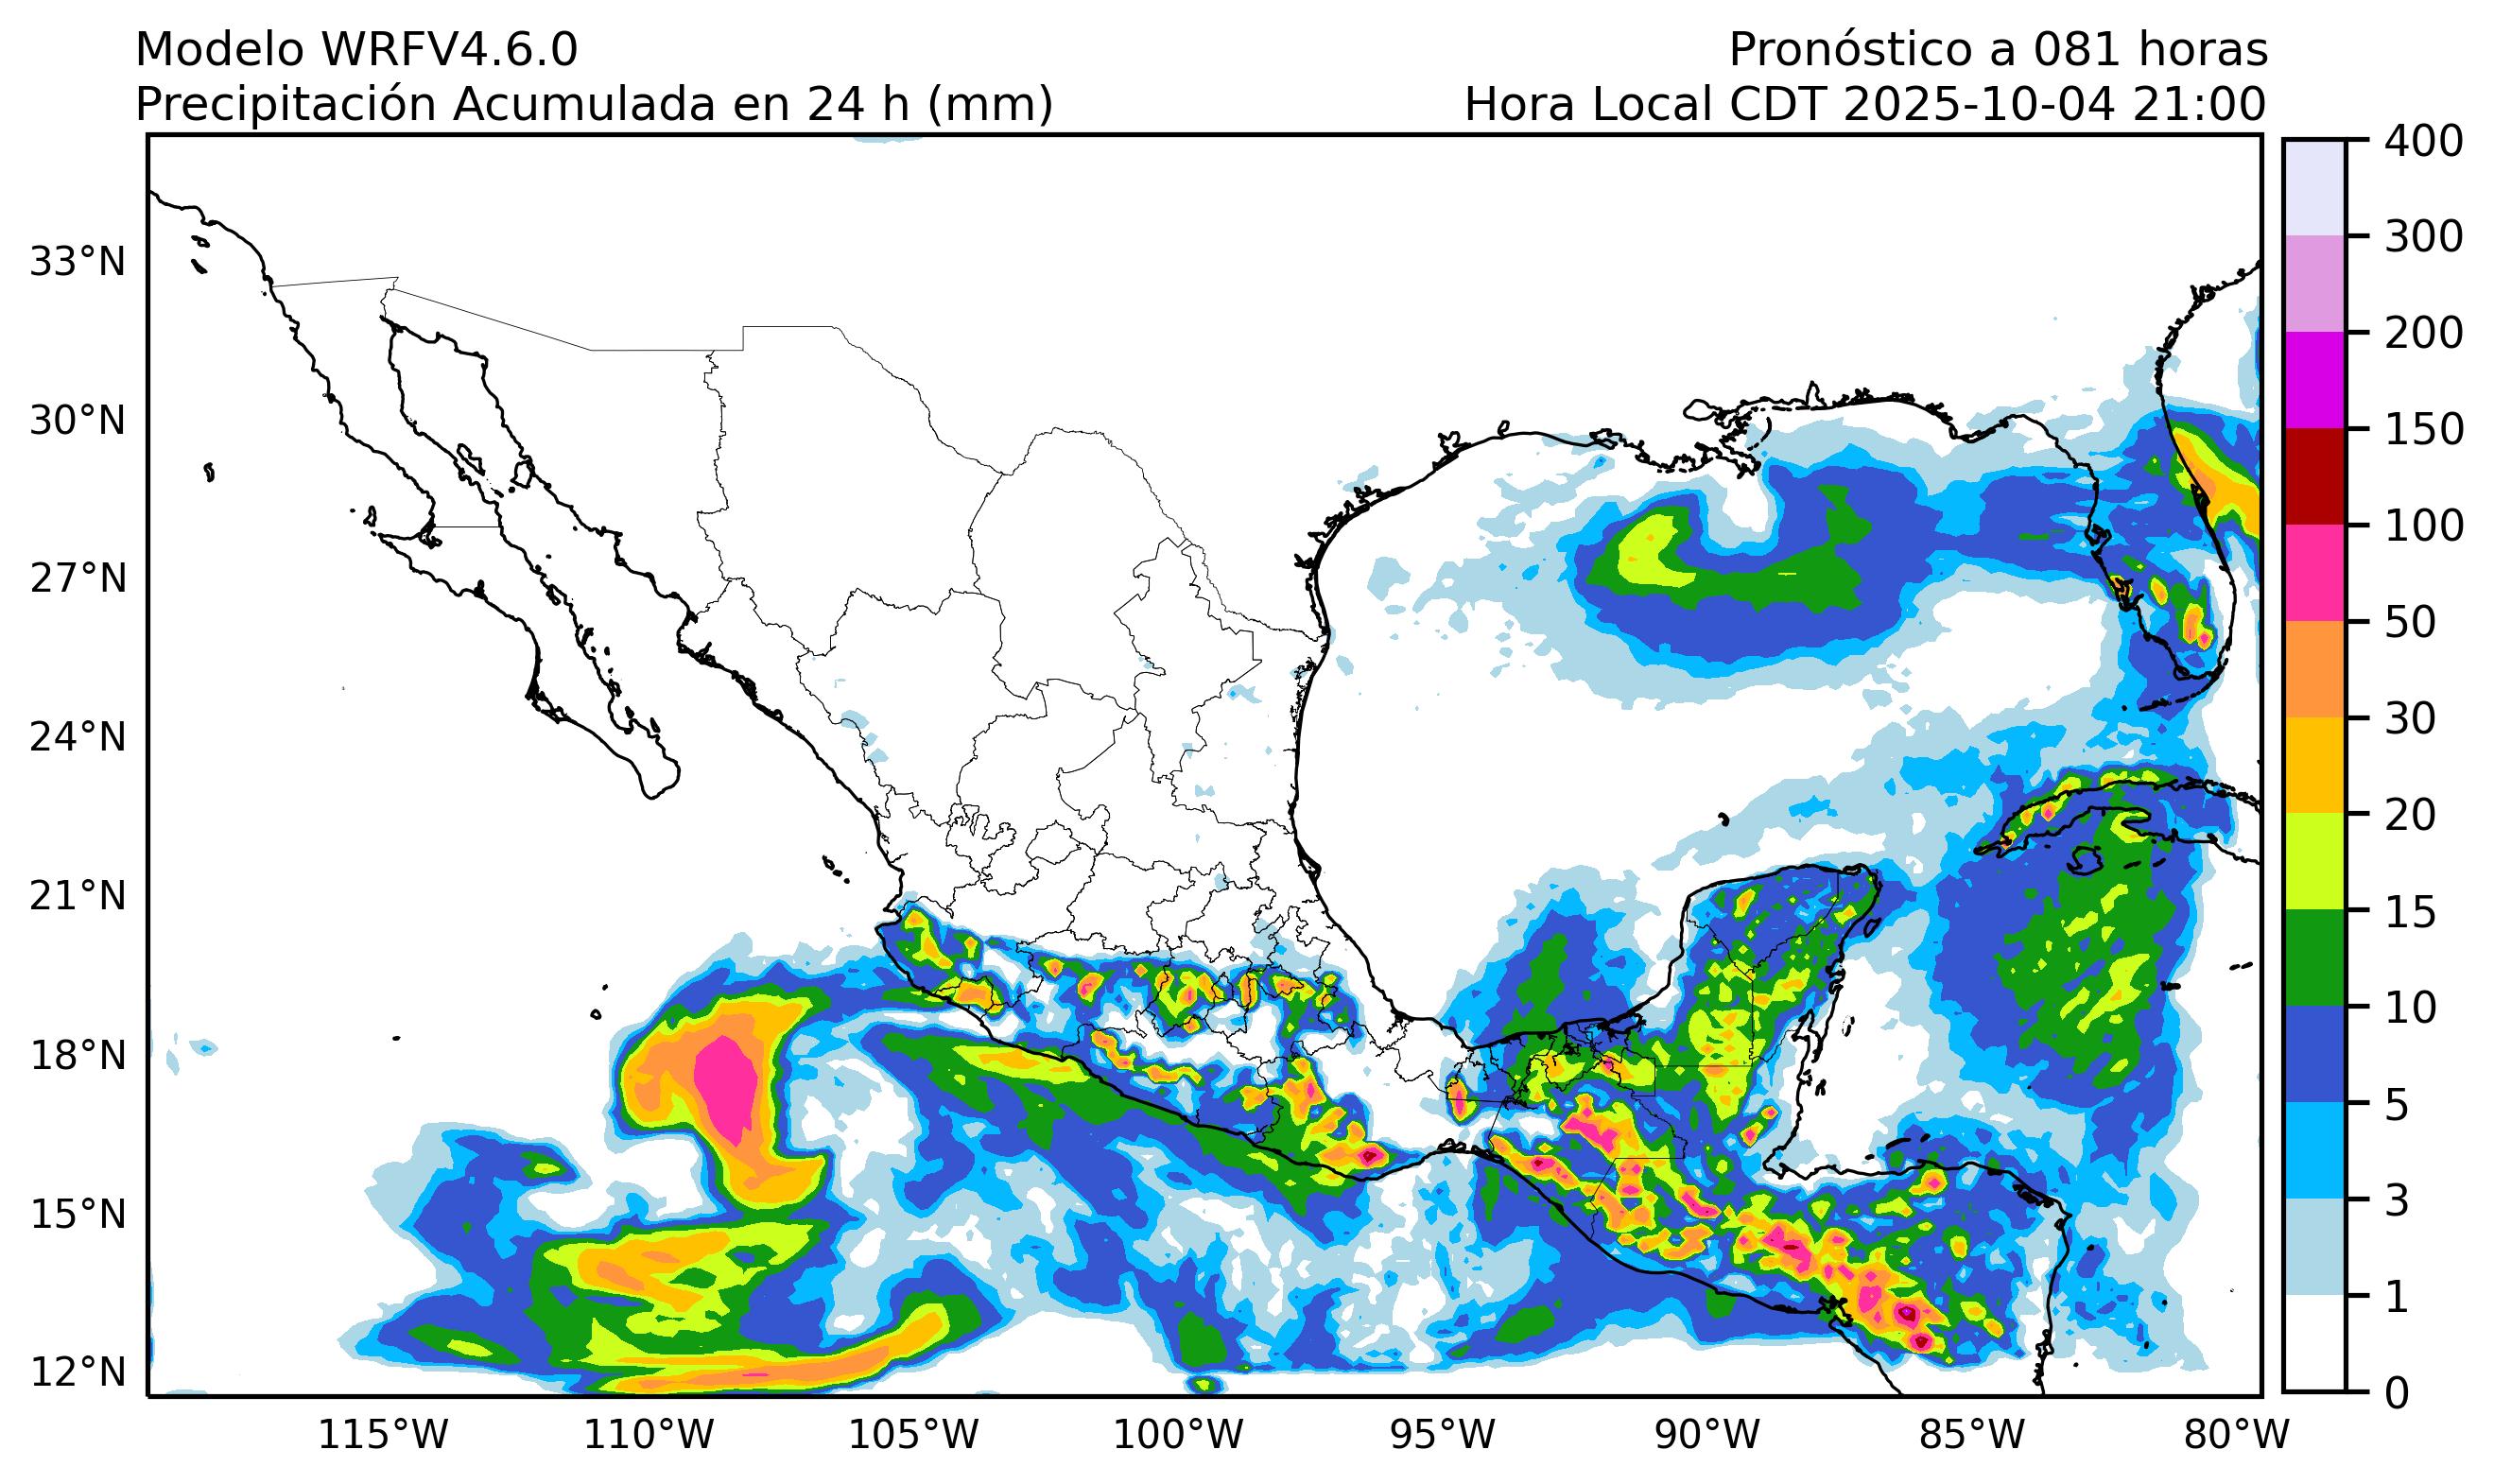 Modelo WRFV4.6.0
Pronóstico a 081 horas
Precipitación Acumulada en 24 h (mm)
Hora Local CDT 2025-10-04 21:00
33°N
30°N
27°N
24°N
21°N
18°N
15°N
12°N
115°W
110°W
105°W
100°W
95°W
90°W
85°W
80°W
400
300
200
150
100
50
30
20
15
10
5
3
1
0